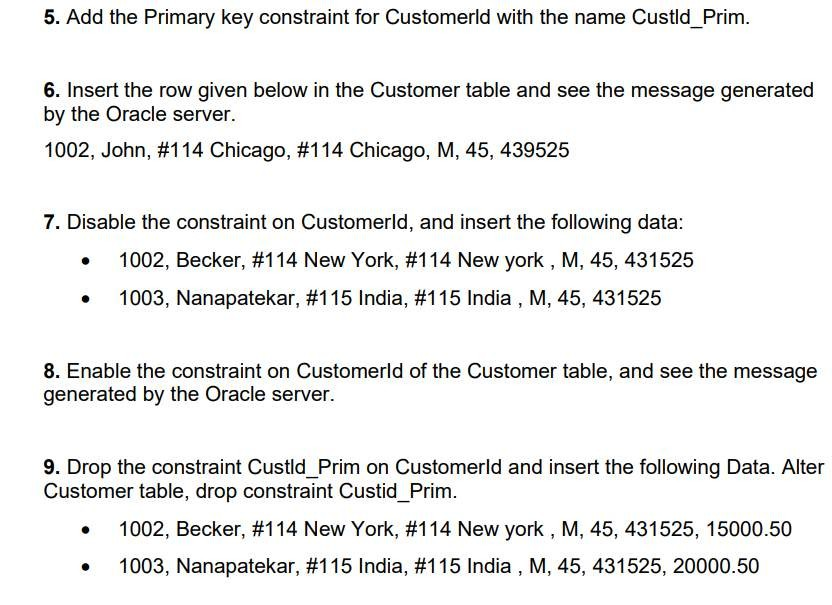 5. Add the Primary key constraint for CustomerId with the name CustId_Prim.
6. Insert the row given below in the Customer table and see the message generated
by the Oracle server.
1002, John, #114 Chicago, #114 Chicago, M, 45, 439525
7. Disable the constraint on CustomerId, and insert the following data:
• 1002, Becker, #114 New York, #114 New york , M, 45, 431525
• 1003, Nanapatekar, #115 India, #115 India , M, 45, 431525
8. Enable the constraint on CustomerId of the Customer table, and see the message
generated by the Oracle server.
9. Drop the constraint CustId_Prim on CustomerId and insert the following Data. Alter
Customer table, drop constraint Custid_Prim.
• 1002, Becker, #114 New York, #114 New york , M, 45, 431525, 15000.50
• 1003, Nanapatekar, #115 India, #115 India , M, 45, 431525, 20000.50